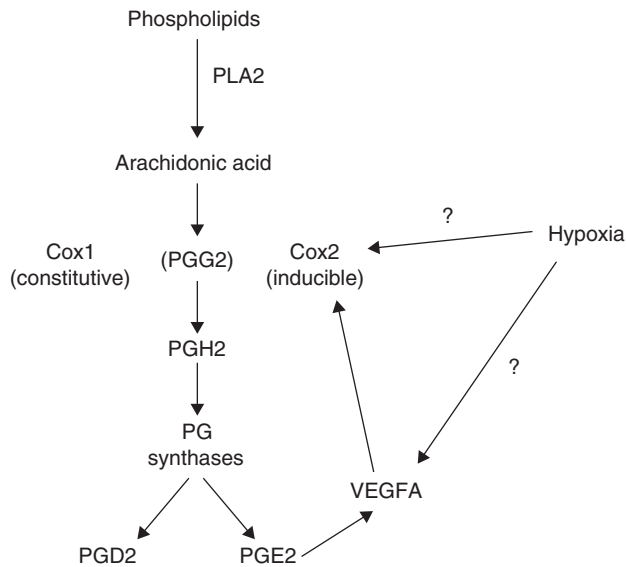 Phospholipids
PLA2
Arachidonic acid
?
Hypoxia
Cox1
(constitutive)
(PGG2)
Cox2
(inducible)
PGH2
?
PG
synthases
VEGFA
PGD2
PGE2